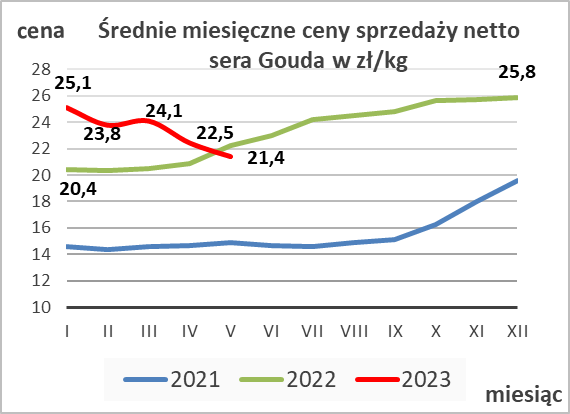 cena
Średnie miesięczne ceny sprzedaży netto
sera Gouda w zł/kg
28
26
24
22
20
18
16
14
12
10
25,1
23,8
24,1
22,5
21,4
20,4
25,8
I II III IV V VI VII VIII IX X XI XII
2021 2022 2023
miesiąc